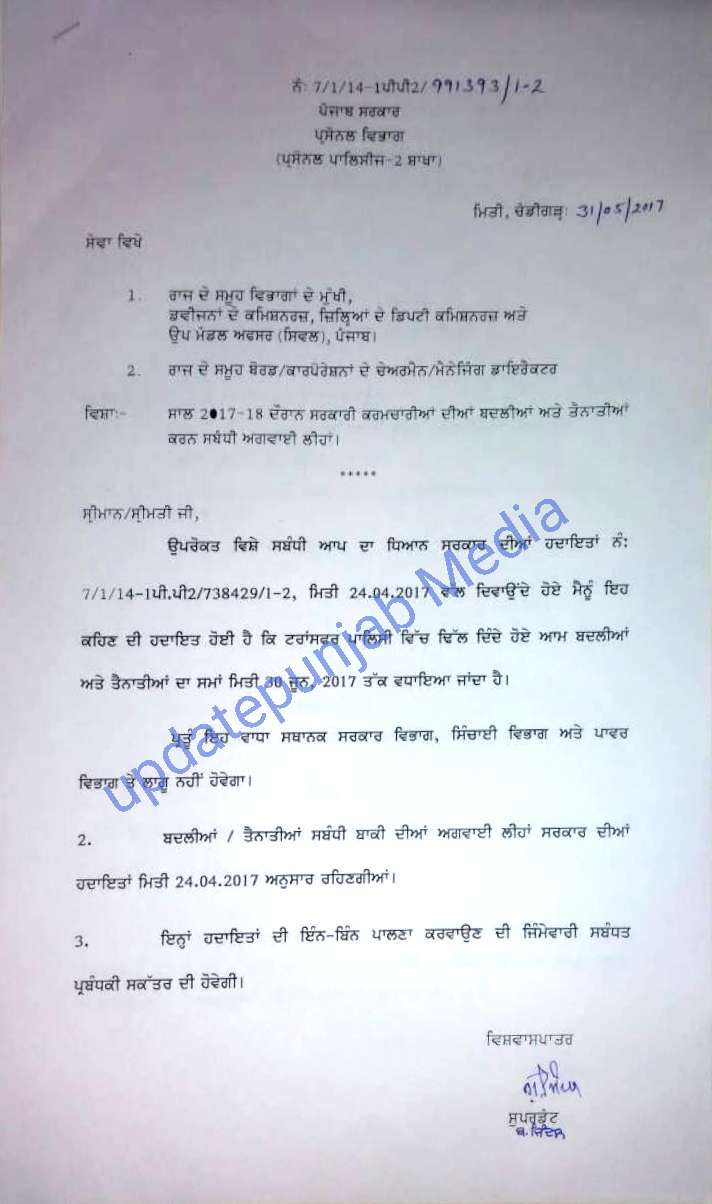 ਨੰ: 7/1/14-1ਪੀਪੀ2/991393/1-2
ਪੰਜਾਬ ਸਰਕਾਰ
ਪ੍ਰਸੋਨਲ ਵਿਭਾਗ
(ਪ੍ਰਸੋਨਲ ਪਾਲਿਸੀਜ-2 ਸ਼ਾਖਾ)
ਮਿਤੀ, ਚੰਡੀਗੜ੍ਹ: 31/05/2017
ਸੇਵਾ ਵਿਖੇ
1. ਰਾਜ ਦੇ ਸਮੂਹ ਵਿਭਾਗਾਂ ਦੇ ਮੁੱਖੀ,
ਡਵੀਜਨਾਂ ਦੇ ਕਮਿਸ਼ਨਰਜ਼, ਜ਼ਿਲ੍ਹਿਆਂ ਦੇ ਡਿਪਟੀ ਕਮਿਸ਼ਨਰਜ਼ ਅਤੇ
ਉਪ ਮੰਡਲ ਅਫਸਰ (ਸਿਵਲ), ਪੰਜਾਬ।
2. ਰਾਜ ਦੇ ਸਮੂਹ ਬੋਰਡ/ਕਾਰਪੋਰੇਸ਼ਨਾਂ ਦੇ ਚੇਅਰਮੈਨ/ਮੈਨੇਜਿੰਗ ਡਾਇਰੈਕਟਰ
ਵਿਸ਼ਾ:- ਸਾਲ 2017-18 ਦੌਰਾਨ ਸਰਕਾਰੀ ਕਰਮਚਾਰੀਆਂ ਦੀਆਂ ਬਦਲੀਆਂ ਅਤੇ ਤੈਨਾਤੀਆਂ
ਕਰਨ ਸਬੰਧੀ ਅਗਵਾਈ ਲੀਹਾਂ।
*****
ਸ੍ਰੀਮਾਨ/ਸ੍ਰੀਮਤੀ ਜੀ,
ਉਪਰੋਕਤ ਵਿਸ਼ੇ ਸਬੰਧੀ ਆਪ ਦਾ ਧਿਆਨ ਸਰਕਾਰ ਦੀਆਂ ਹਦਾਇਤਾਂ ਨੰ:
7/1/14-1ਪੀ.ਪੀ2/738429/1-2, ਮਿਤੀ 24.04.2017 ਵੱਲ ਦਿਵਾਉਂਦੇ ਹੋਏ ਮੈਨੂੰ ਇਹ
ਕਹਿਣ ਦੀ ਹਦਾਇਤ ਹੋਈ ਹੈ ਕਿ ਟਰਾਂਸਫਰ ਪਾਲਿਸੀ ਵਿੱਚ ਢਿੱਲ ਦਿੰਦੇ ਹੋਏ ਆਮ ਬਦਲੀਆਂ
ਅਤੇ ਤੈਨਾਤੀਆਂ ਦਾ ਸਮਾਂ ਮਿਤੀ 30 ਜੂਨ, 2017 ਤੱਕ ਵਧਾਇਆ ਜਾਂਦਾ ਹੈ।
ਪ੍ਰੰਤੂ ਇਹ ਵਾਧਾ ਸਥਾਨਕ ਸਰਕਾਰ ਵਿਭਾਗ, ਸਿੰਚਾਈ ਵਿਭਾਗ ਅਤੇ ਪਾਵਰ
ਵਿਭਾਗ ਤੇ ਲਾਗੂ ਨਹੀਂ ਹੋਵੇਗਾ।
2. ਬਦਲੀਆਂ / ਤੈਨਾਤੀਆਂ ਸਬੰਧੀ ਬਾਕੀ ਦੀਆਂ ਅਗਵਾਈ ਲੀਹਾਂ ਸਰਕਾਰ ਦੀਆਂ
ਹਦਾਇਤਾਂ ਮਿਤੀ 24.04.2017 ਅਨੁਸਾਰ ਰਹਿਣਗੀਆਂ।
3. ਇਨ੍ਹਾਂ ਹਦਾਇਤਾਂ ਦੀ ਇੰਨ-ਬਿੰਨ ਪਾਲਣਾ ਕਰਵਾਉਣ ਦੀ ਜਿੰਮੇਵਾਰੀ ਸਬੰਧਤ
ਪ੍ਰਬੰਧਕੀ ਸਕੱਤਰ ਦੀ ਹੋਵੇਗੀ।
ਵਿਸ਼ਵਾਸਪਾਤਰ
ਸੁਪਰਡੰਟ
updatepunjab Media